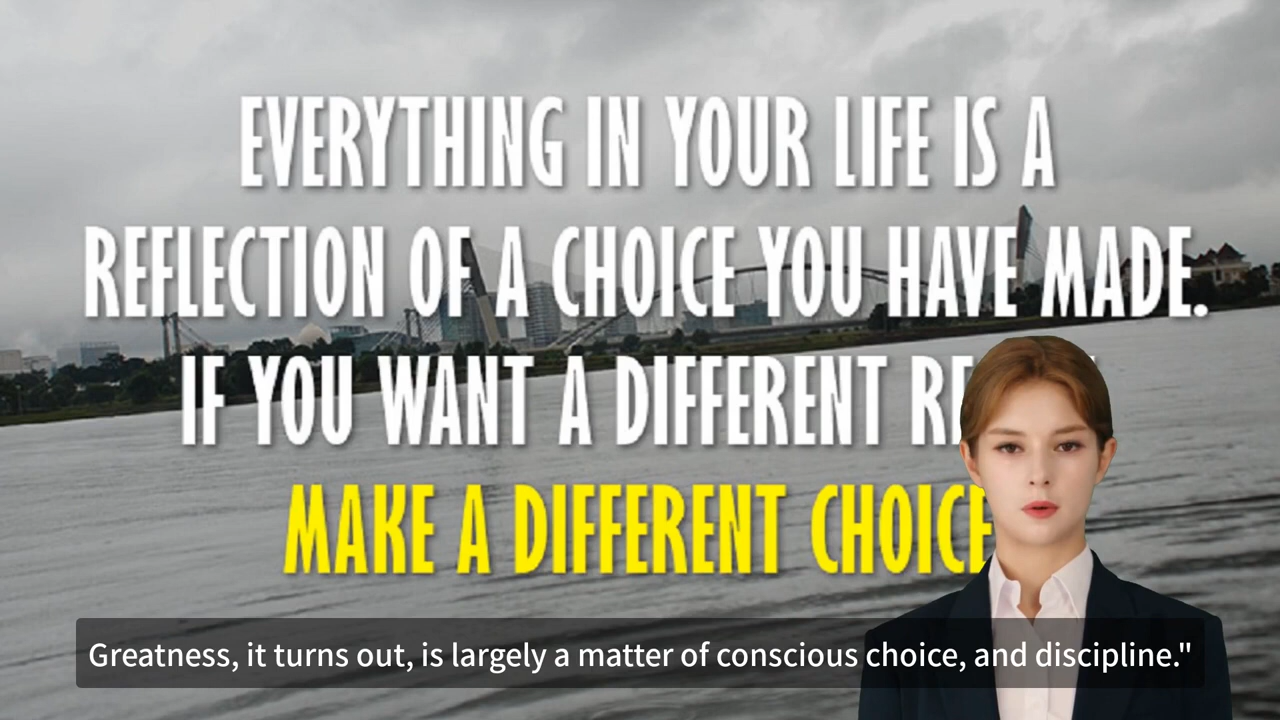 EVERYTHING IN YOUR LIFE IS A
REFLECTION OF A CHOICE YOU HAVE MADE.
IF YOU WANT A DIFFERENT
MAKE A DIFFERENT CHOICE
Greatness, it turns out, is largely a matter of conscious choice, and discipline."